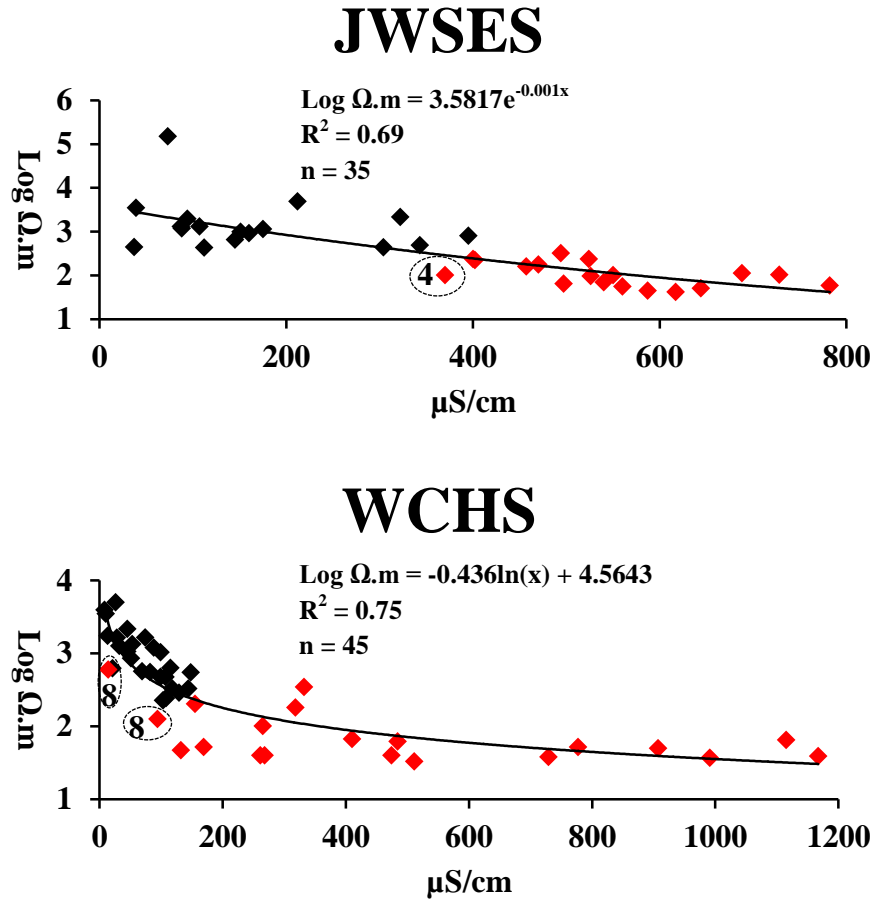 JWSES
Log Ω.m = 3.5817e^-0.001x
R² = 0.69
n = 35
6
5
4
3
2
1
Log Ω.m
4
0
200
400
600
800
µS/cm
WCHS
Log Ω.m = -0.436ln(x) + 4.5643
R² = 0.75
n = 45
4
3
2
1
Log Ω.m
8
8
0
200
400
600
800
1000
1200
µS/cm